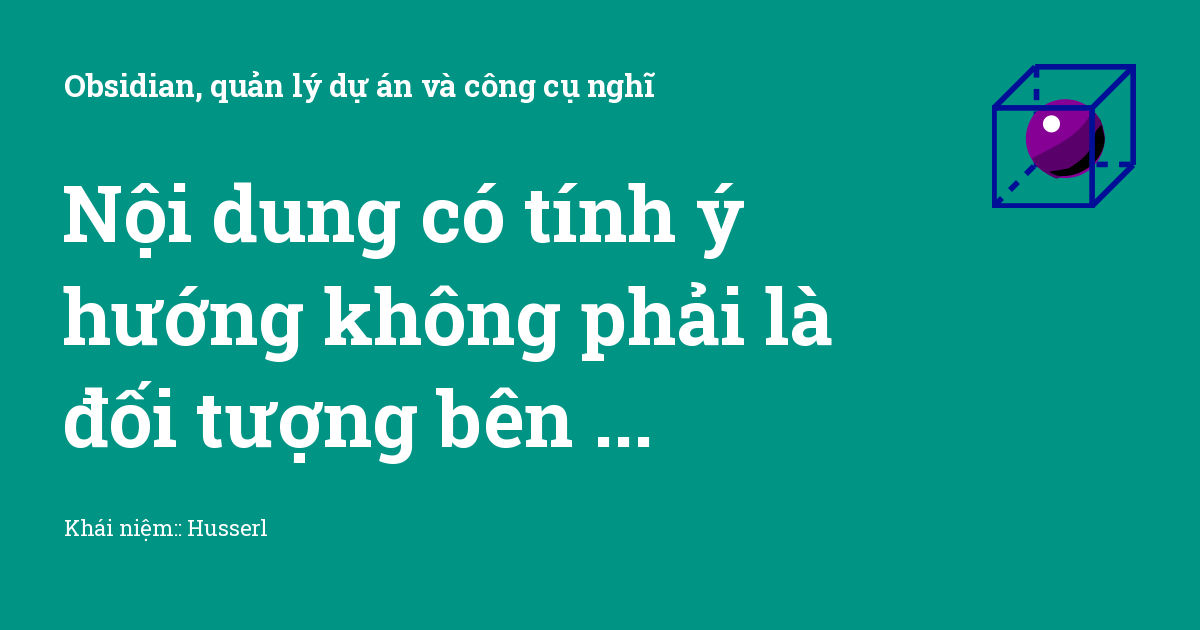 Obsidian, quản lý dự án và công cụ nghĩ
Nội dung có tính ý
hướng không phải là
đối tượng bên ...
Khái niệm:: Husserl